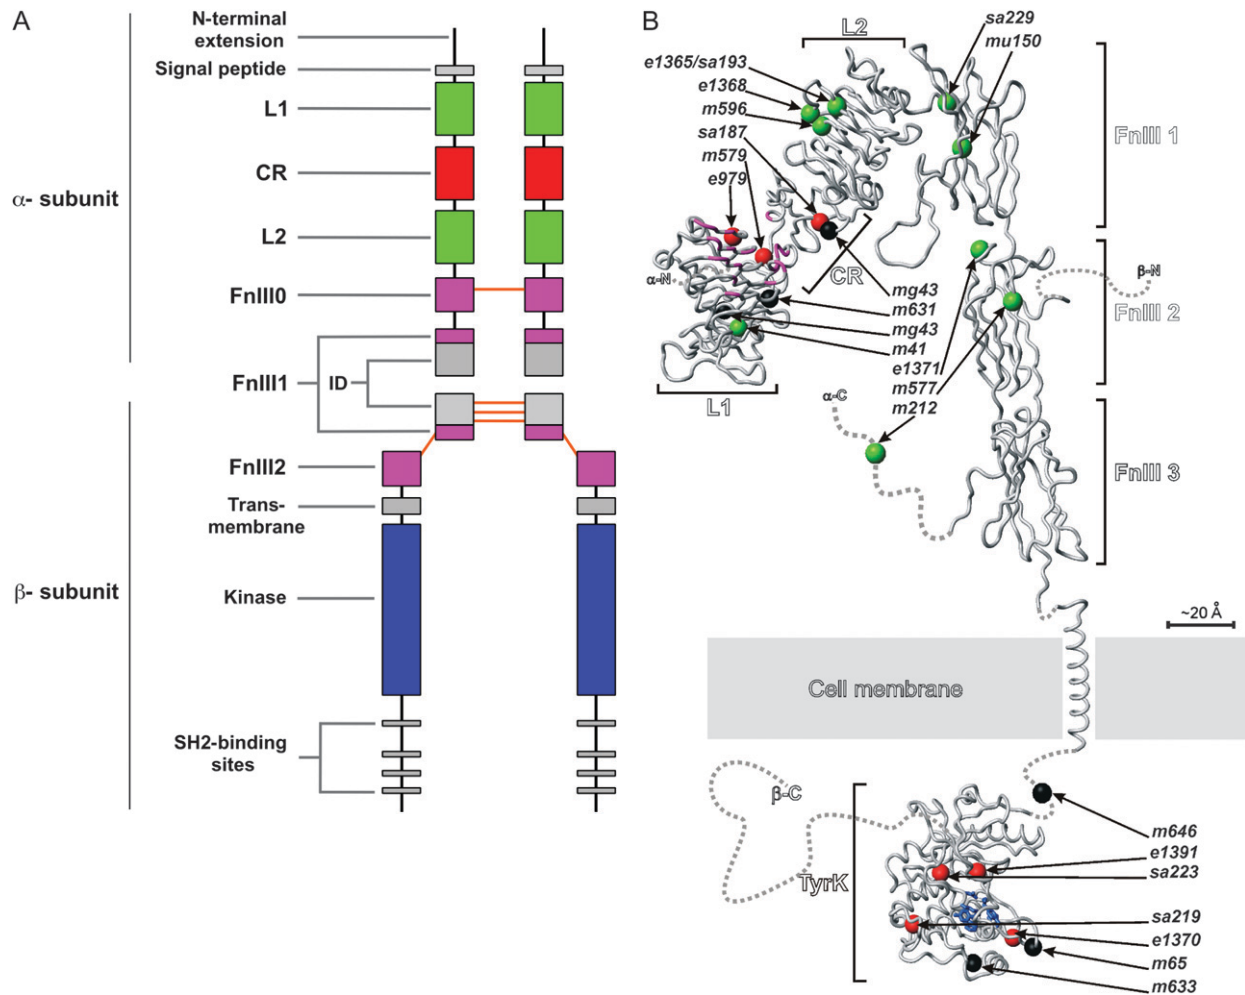 A
N-terminal
extension
Signal peptide
L1
CR
L2
FnIII0
FnIII1
ID
FnIII2
Trans-
membrane
Kinase
SH2-binding
sites
α- subunit
β- subunit
B
L2
sa229
mu150
e1365/sa193
e1368
m596
sa187
m579
e979
FnIII 1
α-N
CR
β-N
mg43
m631
mg43
m41
e1371
m577
m212
FnIII 2
L1
α-C
FnIII 3
~20 Å
Cell membrane
β-C
TyrK
m646
e1391
sa223
sa219
e1370
m65
m633